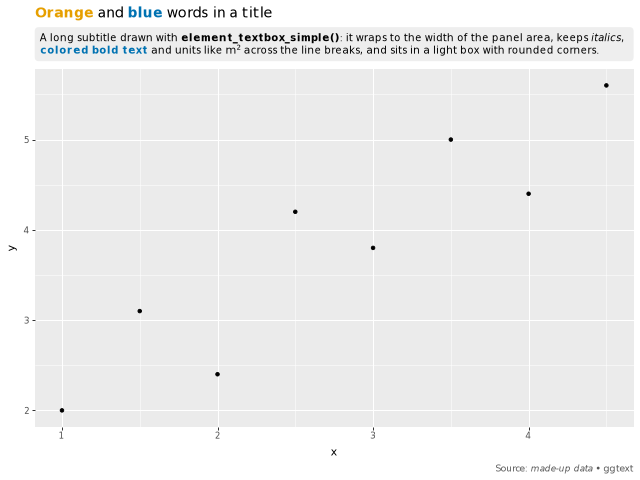 Orange and blue words in a title
A long subtitle drawn with element_textbox_simple(): it wraps to the width of the panel area, keeps italics,
colored bold text and units like m² across the line breaks, and sits in a light box with rounded corners.
5
4
3
2
y
1 2 3 4
x
Source: made-up data • ggtext